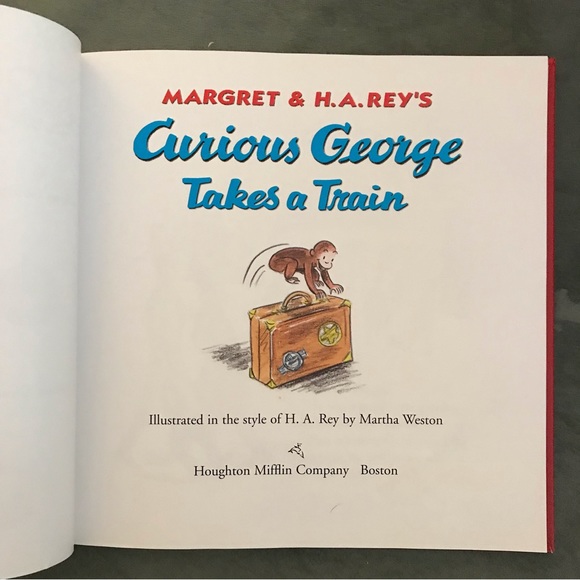 MARGRET & H.A. REY'S
Curious George
Takes a Train
Illustrated in the style of H. A. Rey by Martha Weston
Houghton Mifflin Company Boston